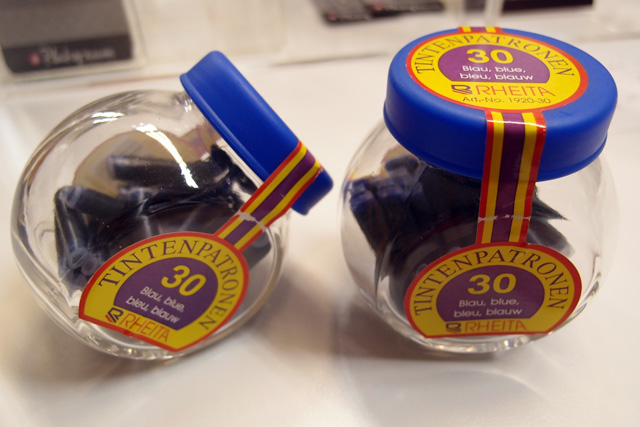 TINTENPATRONEN
30
Blau, blue,
bleu, blauw
RHEITA
Art.-No. 1920-30
TINTENPATRONEN
30
Blau, blue,
bleu, blauw
RHEITA
TINTENPATRONEN
30
Blau, blue,
bleu, blauw
RHEITA